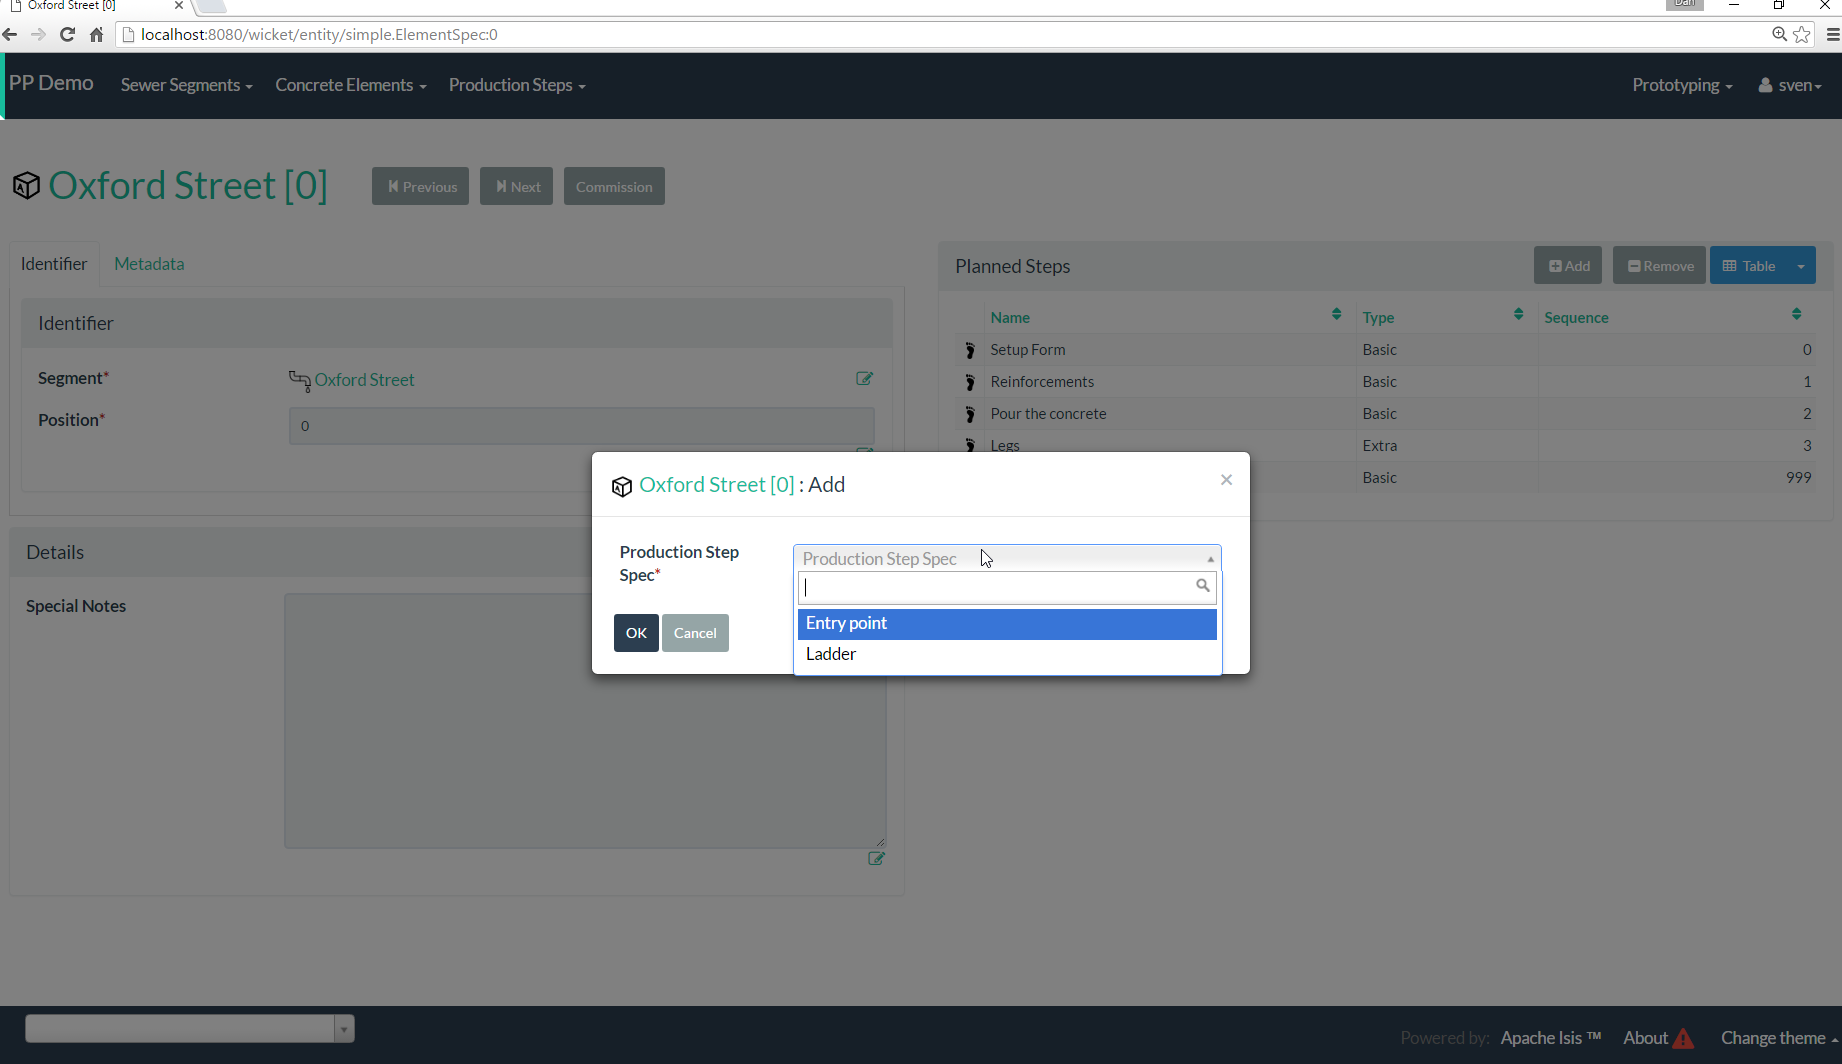 Oxford Street [0]
Dan
localhost:8080/wicket/entity/simple.ElementSpec:0
PP Demo Sewer Segments Concrete Elements Production Steps Prototyping sven
Oxford Street [0] Previous Next Commission
Identifier Metadata
Identifier
Segment* Oxford Street
Position* 0
Planned Steps Add Remove Table
Name Type Sequence
Setup Form Basic 0
Reinforcements Basic 1
Pour the concrete Basic 2
Legs Extra 3
Basic 999
Oxford Street [0] : Add
×
Production Step
Spec*
Production Step Spec
Entry point
Ladder
OK Cancel
Details
Special Notes
Powered by: Apache Isis ™ About Change theme